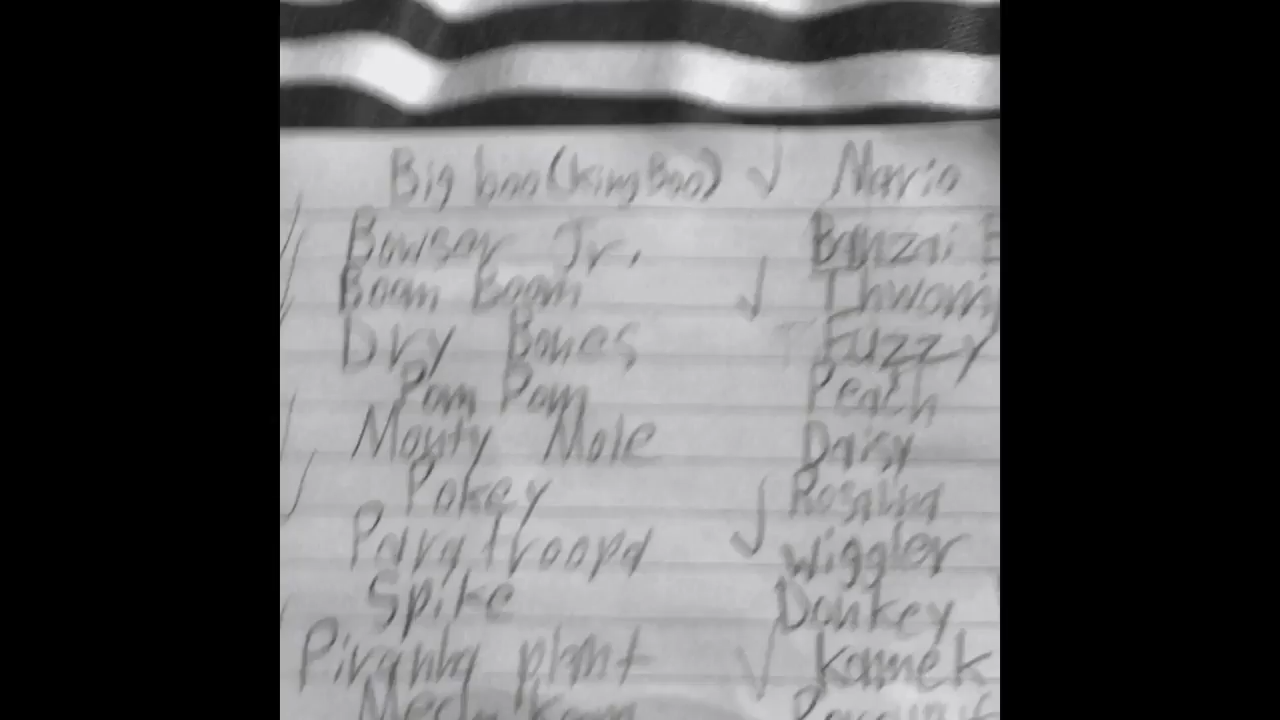 Big boo (King Boo) ✓ Mario
Bowser Jr. Banzai B
Boom Boom ✓ Thwomp
Dry Bones Fuzzy
Pom Pom Peach
Monty Mole Daisy
Pokey Rosalina
Paratroopa ✓ Wiggler
Spike Donkey
Piranha plant ✓ Kamek